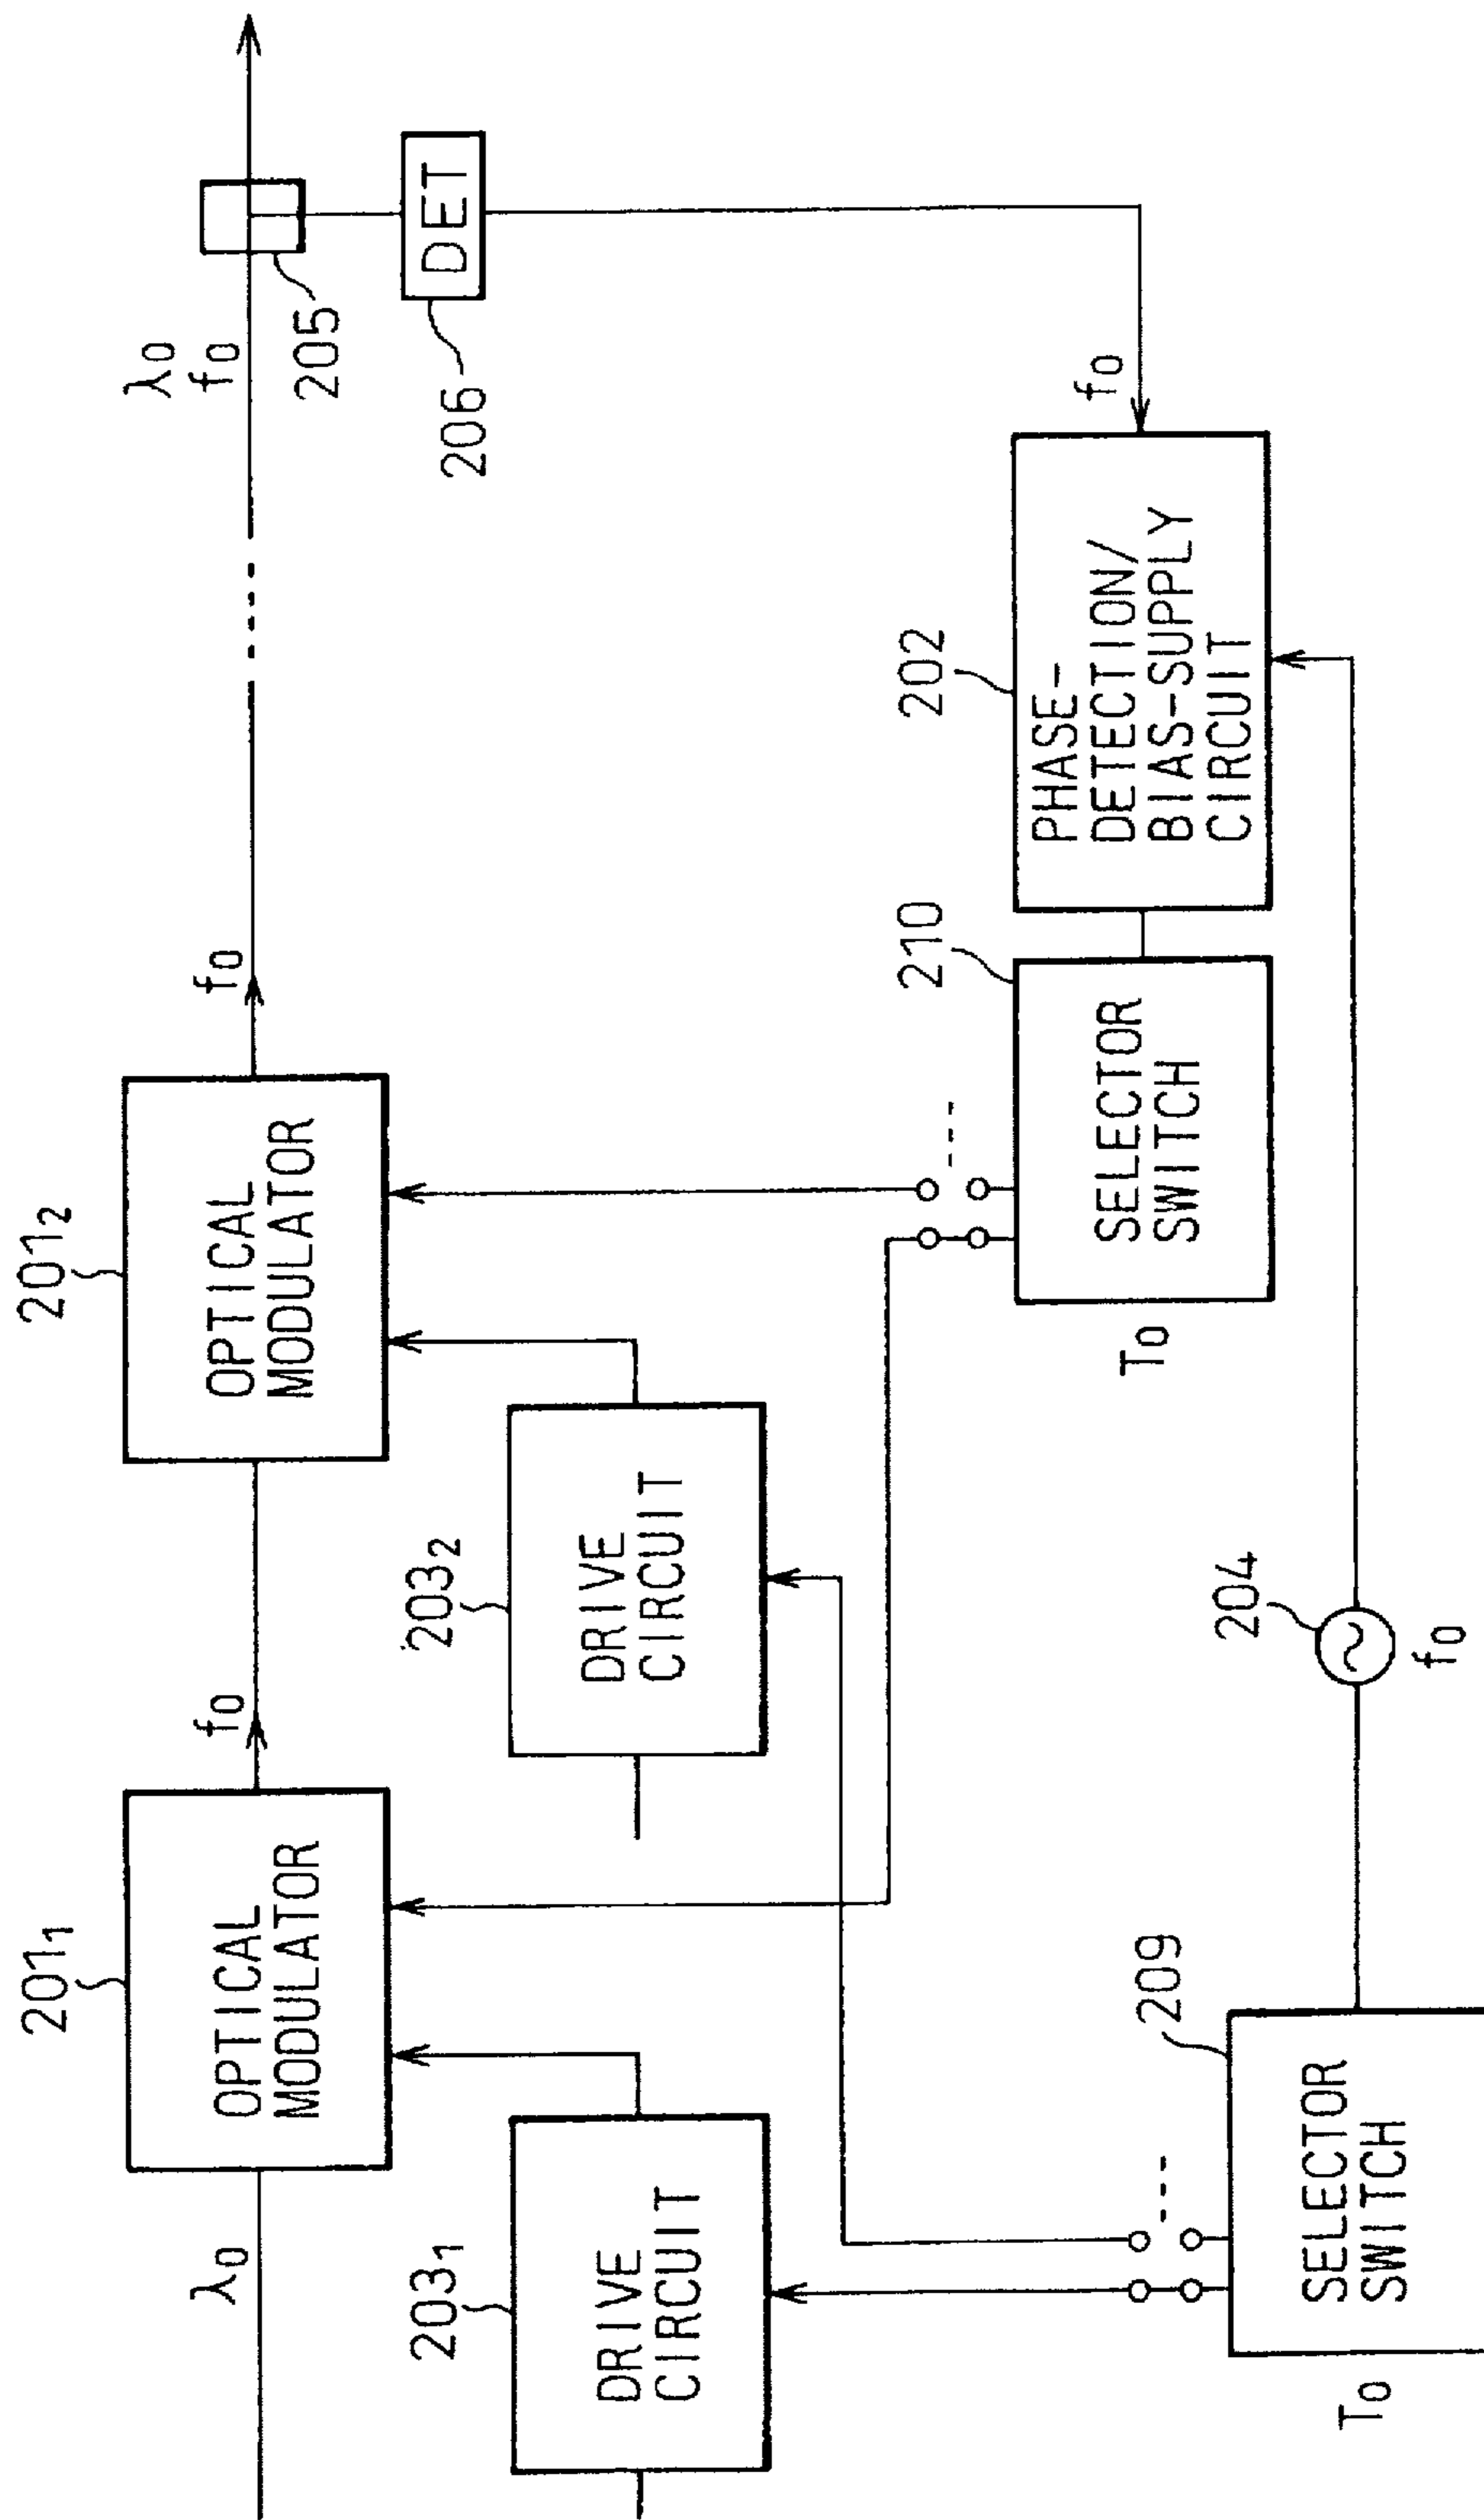 201₁
201₂
λ₀
OPTICAL
MODULATOR
f₀
OPTICAL
MODULATOR
f₀
λ₀
f₀
205
203₁
DRIVE
CIRCUIT
203₂
DRIVE
CIRCUIT
206
DET
210
202
T₀
SELECTOR
SWITCH
PHASE-
DETECTION/
BIAS-SUPPLY
CIRCUIT
f₀
209
204
T₀
SELECTOR
SWITCH
f₀